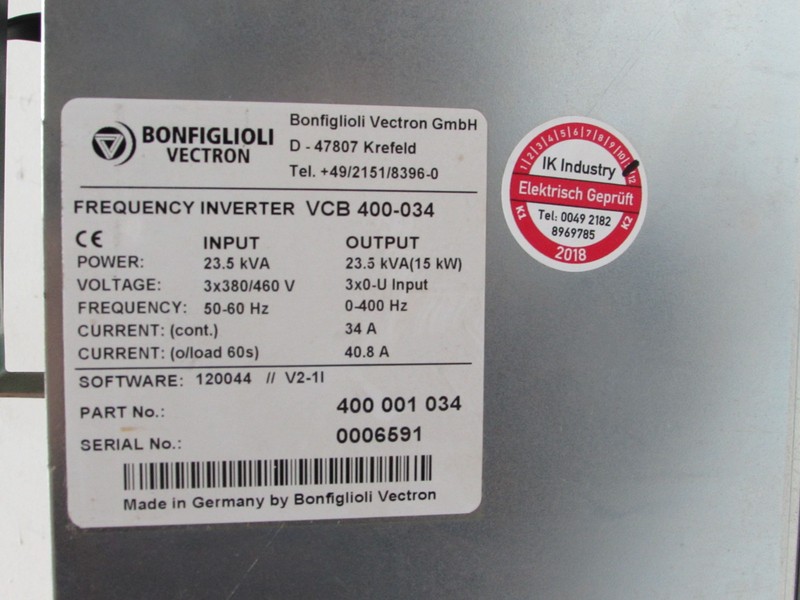 BONFIGLIOLI
VECTRON
Bonfiglioli Vectron GmbH
D - 47807 Krefeld
Tel. +49/2151/8396-0
FREQUENCY INVERTER VCB 400-034
CE INPUT OUTPUT
POWER: 23.5 kVA 23.5 kVA(15 kW)
VOLTAGE: 3x380/460 V 3x0-U Input
FREQUENCY: 50-60 Hz 0-400 Hz
CURRENT: (cont.) 34 A
CURRENT: (o/load 60s) 40.8 A
SOFTWARE: 120044 // V2-1I
PART No.: 400 001 034
SERIAL No.: 0006591
Made in Germany by Bonfiglioli Vectron
1 2 3 4 5 6 7 8 9 10 12
IK Industry
Elektrisch Geprüft
K1 Tel: 0049 2182 K2
8969785
2018